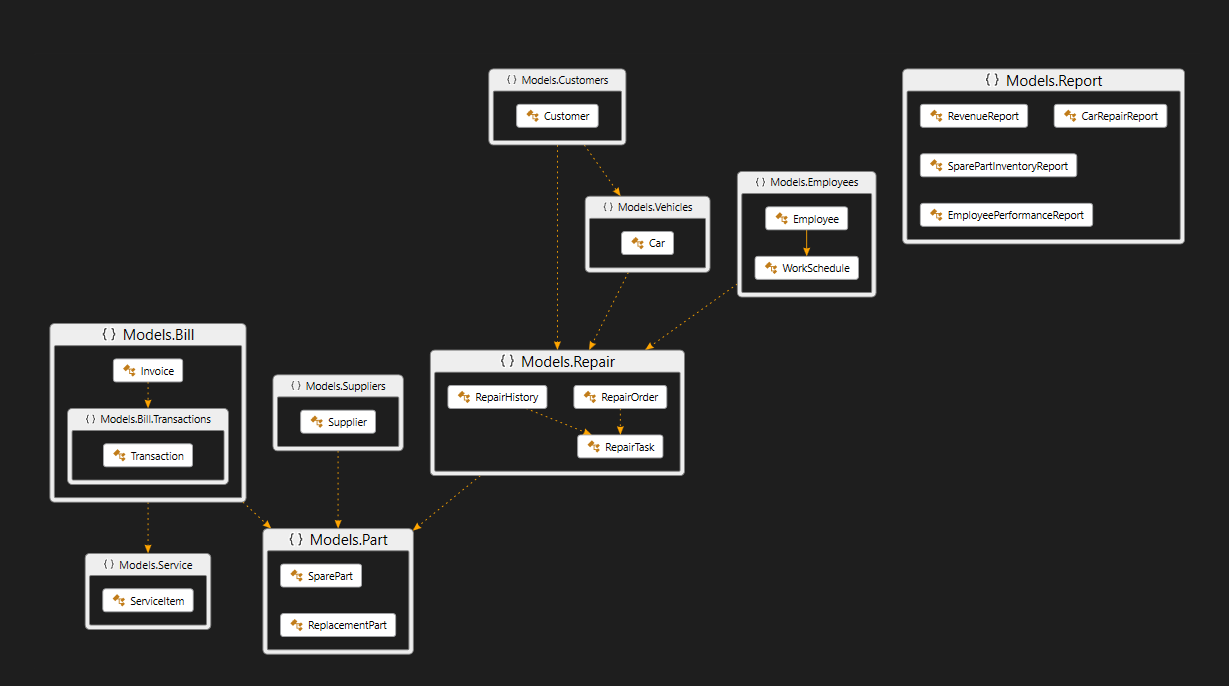 { } Models.Customers
Customer
{ } Models.Report
RevenueReport
CarRepairReport
SparePartInventoryReport
EmployeePerformanceReport
{ } Models.Employees
Employee
WorkSchedule
{ } Models.Vehicles
Car
{ } Models.Bill
Invoice
{ } Models.Bill.Transactions
Transaction
{ } Models.Suppliers
Supplier
{ } Models.Repair
RepairHistory
RepairOrder
RepairTask
{ } Models.Service
ServiceItem
{ } Models.Part
SparePart
ReplacementPart